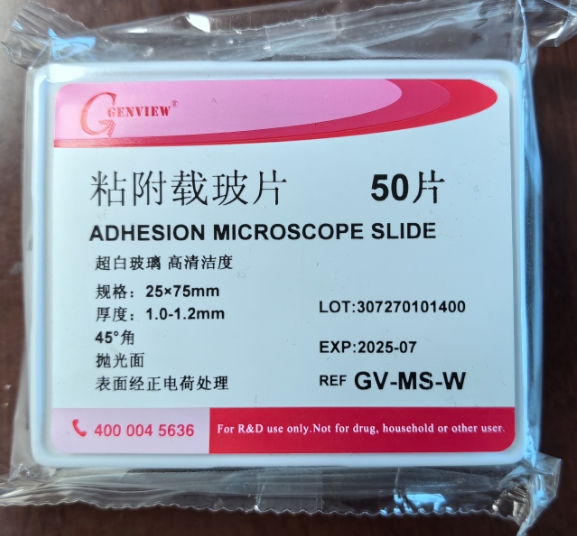 GENVIEW®
粘附载玻片 50片
ADHESION MICROSCOPE SLIDE
超白玻璃 高清洁度
规格：25×75mm
厚度：1.0-1.2mm
45°角
抛光面
表面经正电荷处理
LOT:307270101400
EXP:2025-07
REF GV-MS-W
400 004 5636
For R&D use only.Not for drug, household or other user.